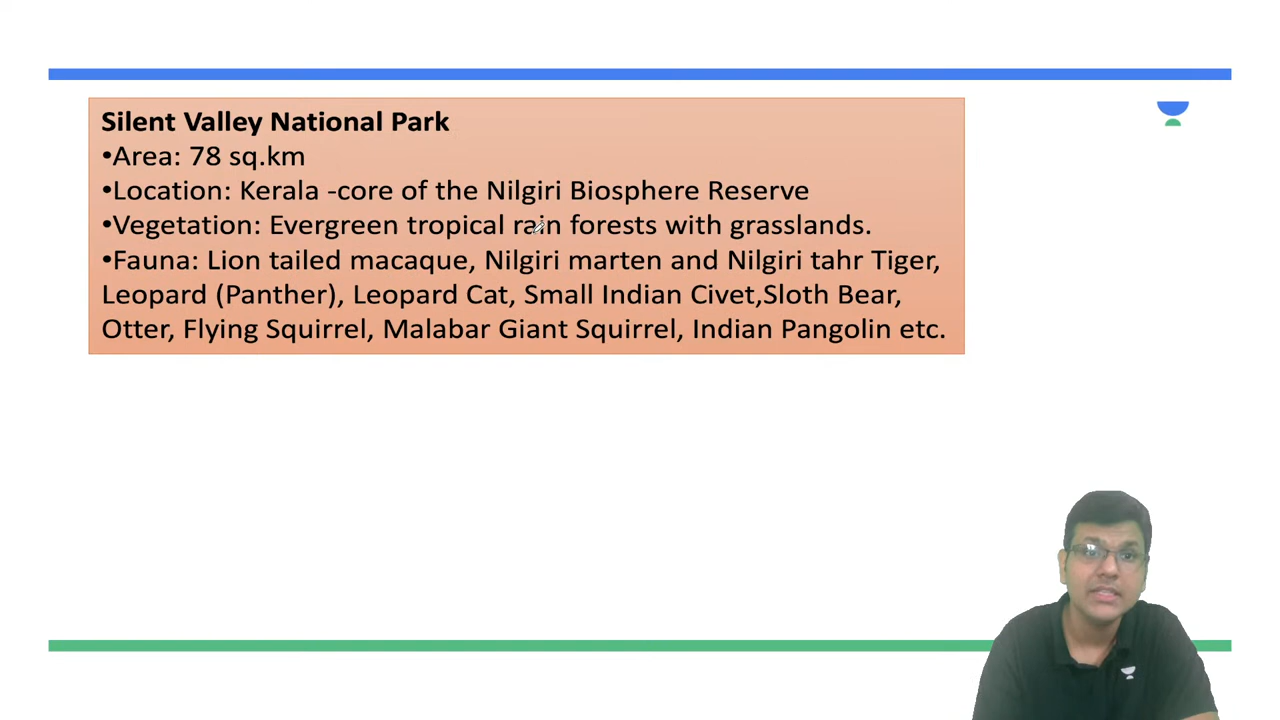 Silent Valley National Park
•Area: 78 sq.km
•Location: Kerala -core of the Nilgiri Biosphere Reserve
•Vegetation: Evergreen tropical rain forests with grasslands.
•Fauna: Lion tailed macaque, Nilgiri marten and Nilgiri tahr Tiger,
Leopard (Panther), Leopard Cat, Small Indian Civet,Sloth Bear,
Otter, Flying Squirrel, Malabar Giant Squirrel, Indian Pangolin etc.